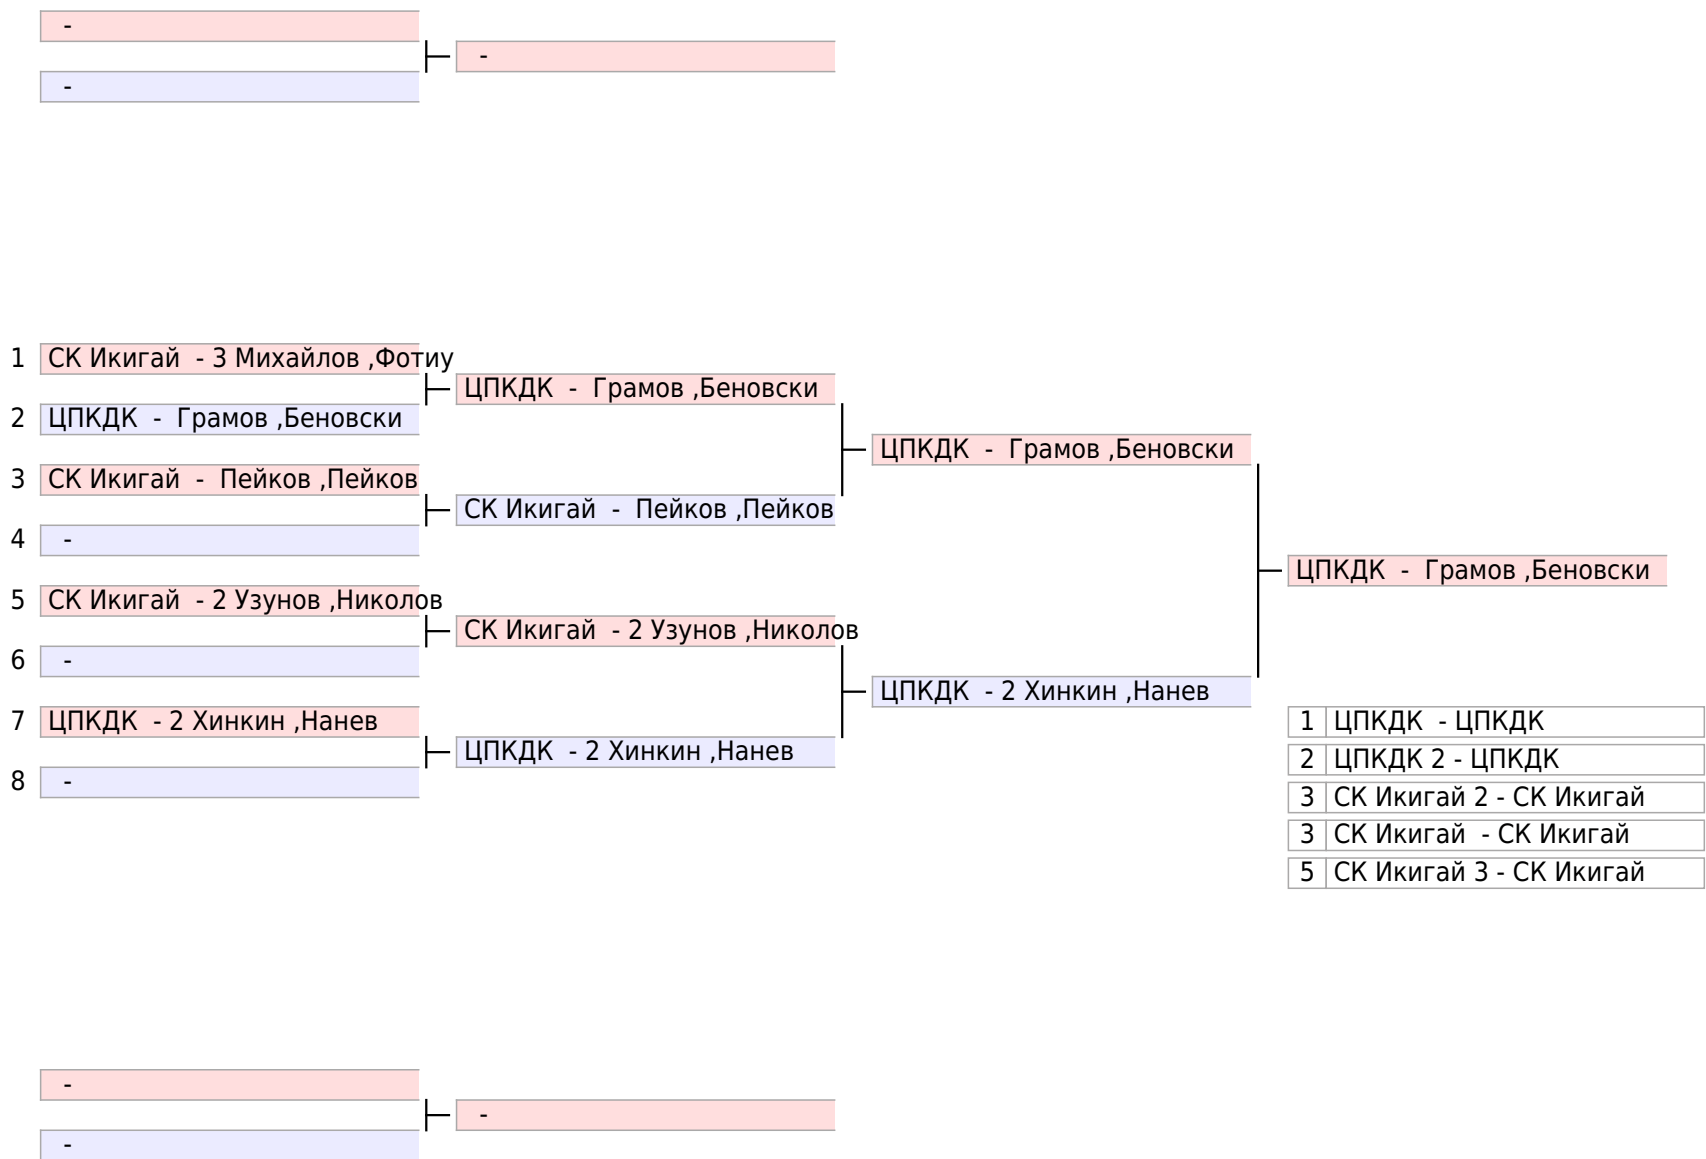 -
-
-
1 СК Икигай - 3 Михайлов ,Фотиу
ЦПКДК - Грамов ,Беновски
2 ЦПКДК - Грамов ,Беновски
ЦПКДК - Грамов ,Беновски
3 СК Икигай - Пейков ,Пейков
СК Икигай - Пейков ,Пейков
4 -
ЦПКДК - Грамов ,Беновски
5 СК Икигай - 2 Узунов ,Николов
СК Икигай - 2 Узунов ,Николов
6 -
ЦПКДК - 2 Хинкин ,Нанев
7 ЦПКДК - 2 Хинкин ,Нанев
1 ЦПКДК - ЦПКДК
ЦПКДК - 2 Хинкин ,Нанев
2 ЦПКДК 2 - ЦПКДК
8 -
3 СК Икигай 2 - СК Икигай
3 СК Икигай - СК Икигай
5 СК Икигай 3 - СК Икигай
-
-
-